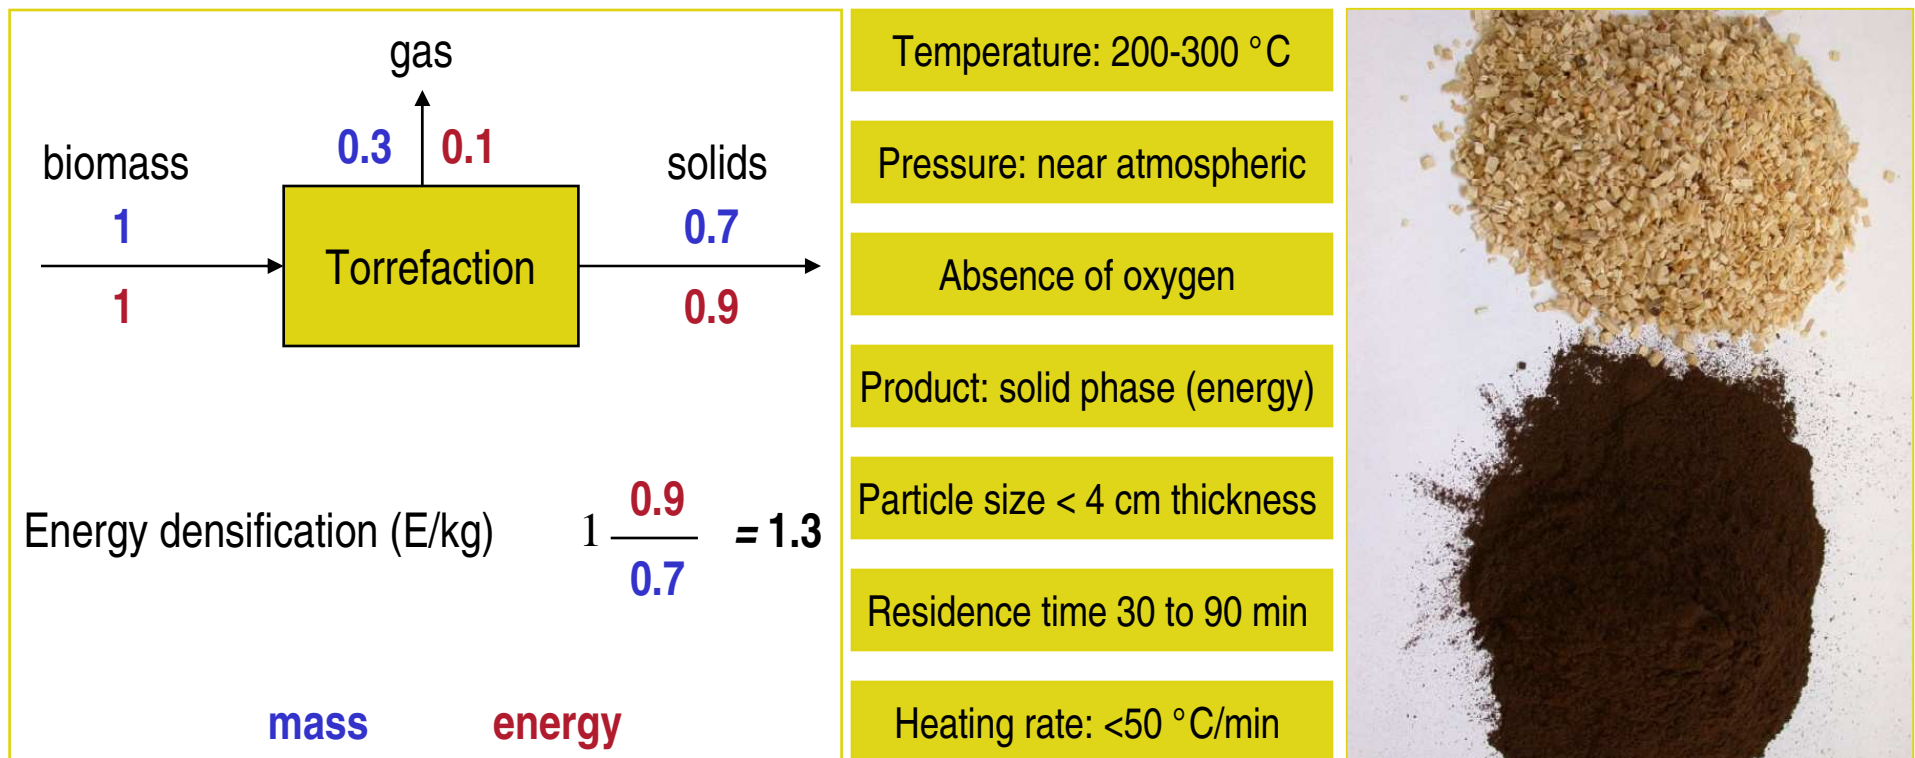 gas
0.3 0.1
biomass
solids
1
0.7
Torrefaction
1
0.9
Energy densification (E/kg) 1 0.9 / 0.7 = 1.3
mass energy
Temperature: 200-300 °C
Pressure: near atmospheric
Absence of oxygen
Product: solid phase (energy)
Particle size < 4 cm thickness
Residence time 30 to 90 min
Heating rate: <50 °C/min